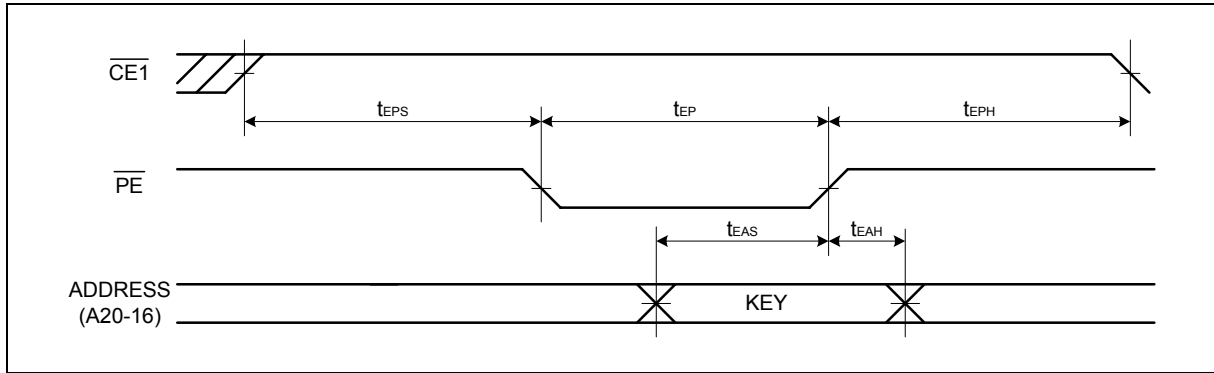 CE1
tEPS
tEP
tEPH
PE
tEAS
tEAH
ADDRESS
(A20-16)
KEY